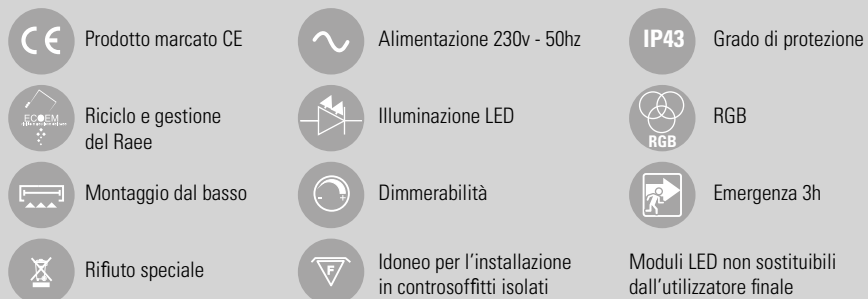 CE
Prodotto marcato CE
Alimentazione 230v - 50hz
IP43
Grado di protezione
ECOEM
Riciclo e gestione
del Raee
Illuminazione LED
RGB
RGB
Montaggio dal basso
- +
Dimmerabilità
Emergenza 3h
Rifiuto speciale
F
Idoneo per l'installazione
in controsoffitti isolati
Moduli LED non sostituibili
dall'utilizzatore finale